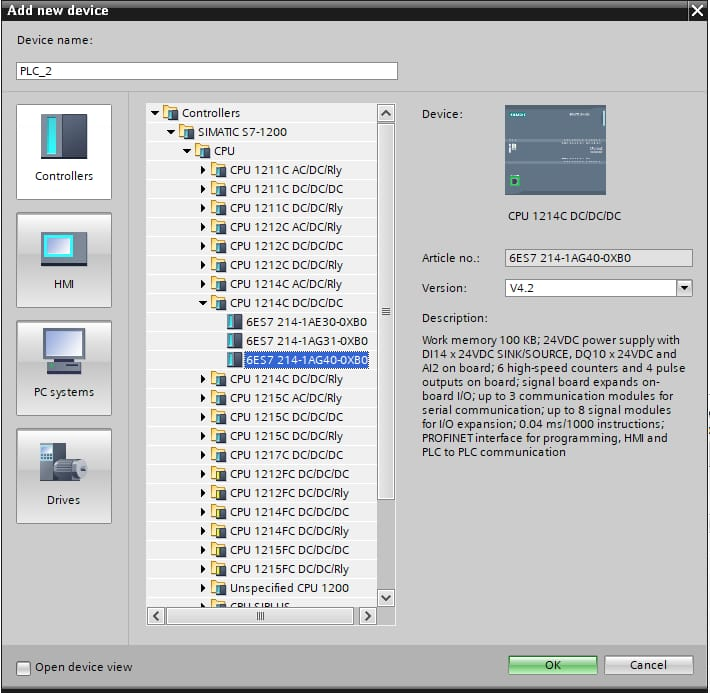 Add new device
Device name:
PLC_2
Controllers
HMI
PC systems
Drives
Controllers
SIMATIC S7-1200
CPU
CPU 1211C AC/DC/Rly
CPU 1211C DC/DC/DC
CPU 1211C DC/DC/Rly
CPU 1212C AC/DC/Rly
CPU 1212C DC/DC/DC
CPU 1212C DC/DC/Rly
CPU 1214C AC/DC/Rly
CPU 1214C DC/DC/DC
6ES7 214-1AE30-0XB0
6ES7 214-1AG31-0XB0
6ES7 214-1AG40-0XB0
CPU 1214C DC/DC/Rly
CPU 1215C AC/DC/Rly
CPU 1215C DC/DC/DC
CPU 1215C DC/DC/Rly
CPU 1217C DC/DC/DC
CPU 1212FC DC/DC/DC
CPU 1212FC DC/DC/Rly
CPU 1214FC DC/DC/DC
CPU 1214FC DC/DC/Rly
CPU 1215FC DC/DC/DC
CPU 1215FC DC/DC/Rly
Unspecified CPU 1200
CPU SIPLUS
Device:
SIEMENS
CPU 1214C DC/DC/DC
Article no.:
6ES7 214-1AG40-0XB0
Version:
V4.2
Description:
Work memory 100 KB; 24VDC power supply with
DI14 x 24VDC SINK/SOURCE, DQ10 x 24VDC and
AI2 on board; 6 high-speed counters and 4 pulse
outputs on board; signal board expands on-
board I/O; up to 3 communication modules for
serial communication; up to 8 signal modules
for I/O expansion; 0.04 ms/1000 instructions;
PROFINET interface for programming, HMI and
PLC to PLC communication
Open device view
OK
Cancel